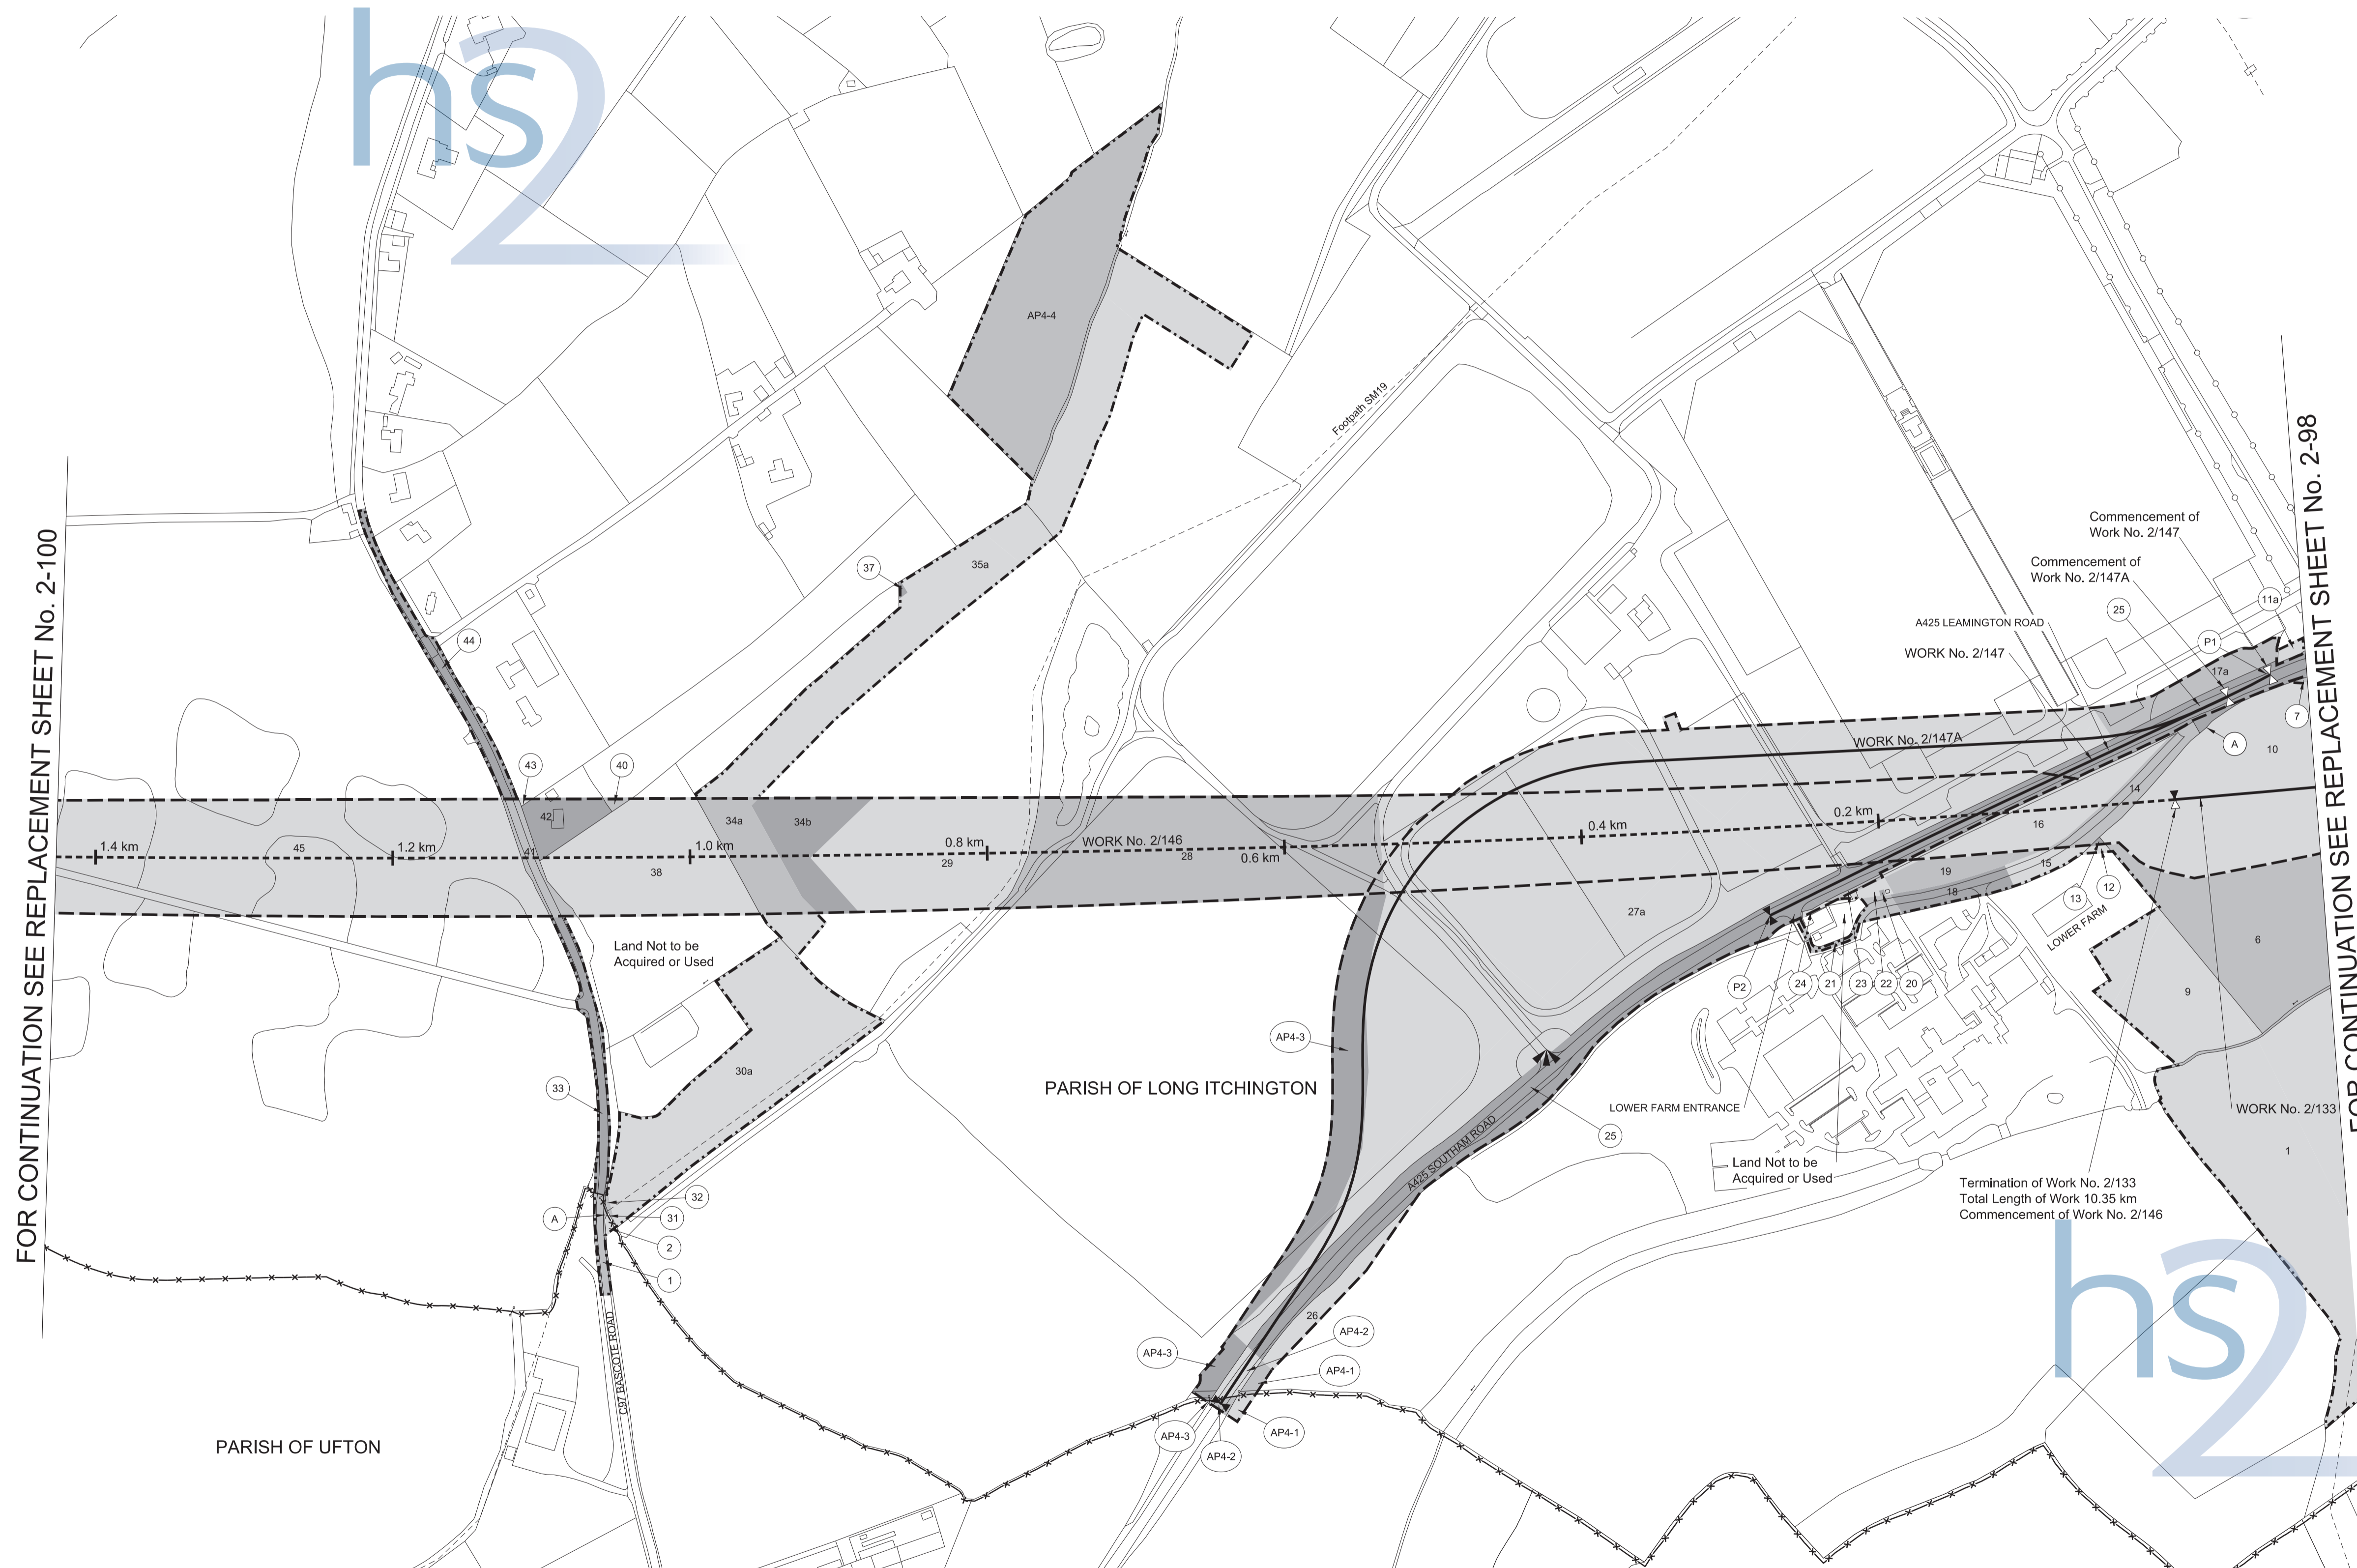 hs2
FOR CONTINUATION SEE REPLACEMENT SHEET No. 2-100
FOR CONTINUATION SEE REPLACEMENT SHEET No. 2-98
AP4-4
Footpath SM19
37
35a
44
Commencement of
Work No. 2/147
Commencement of
Work No. 2/147A
25
11a
A425 LEAMINGTON ROAD
WORK No. 2/147
P1
17a
7
A
10
WORK No. 2/147A
43
40
42
41
34a
34b
14
16
0.2 km
0.4 km
0.6 km
0.8 km
1.0 km
1.2 km
1.4 km
WORK No. 2/146
45
38
29
28
15
19
18
13
12
LOWER FARM
27a
6
9
Land Not to be
Acquired or Used
P2
24
21
23
22
20
AP4-3
30a
33
PARISH OF LONG ITCHINGTON
LOWER FARM ENTRANCE
25
WORK No. 2/133
1
A425 SOUTHAM ROAD
Land Not to be
Acquired or Used
Termination of Work No. 2/133
Total Length of Work 10.35 km
Commencement of Work No. 2/146
32
A
31
2
1
C97 BASCOTE ROAD
26
AP4-2
AP4-3
AP4-1
AP4-3
AP4-1
AP4-2
PARISH OF UFTON
hs2